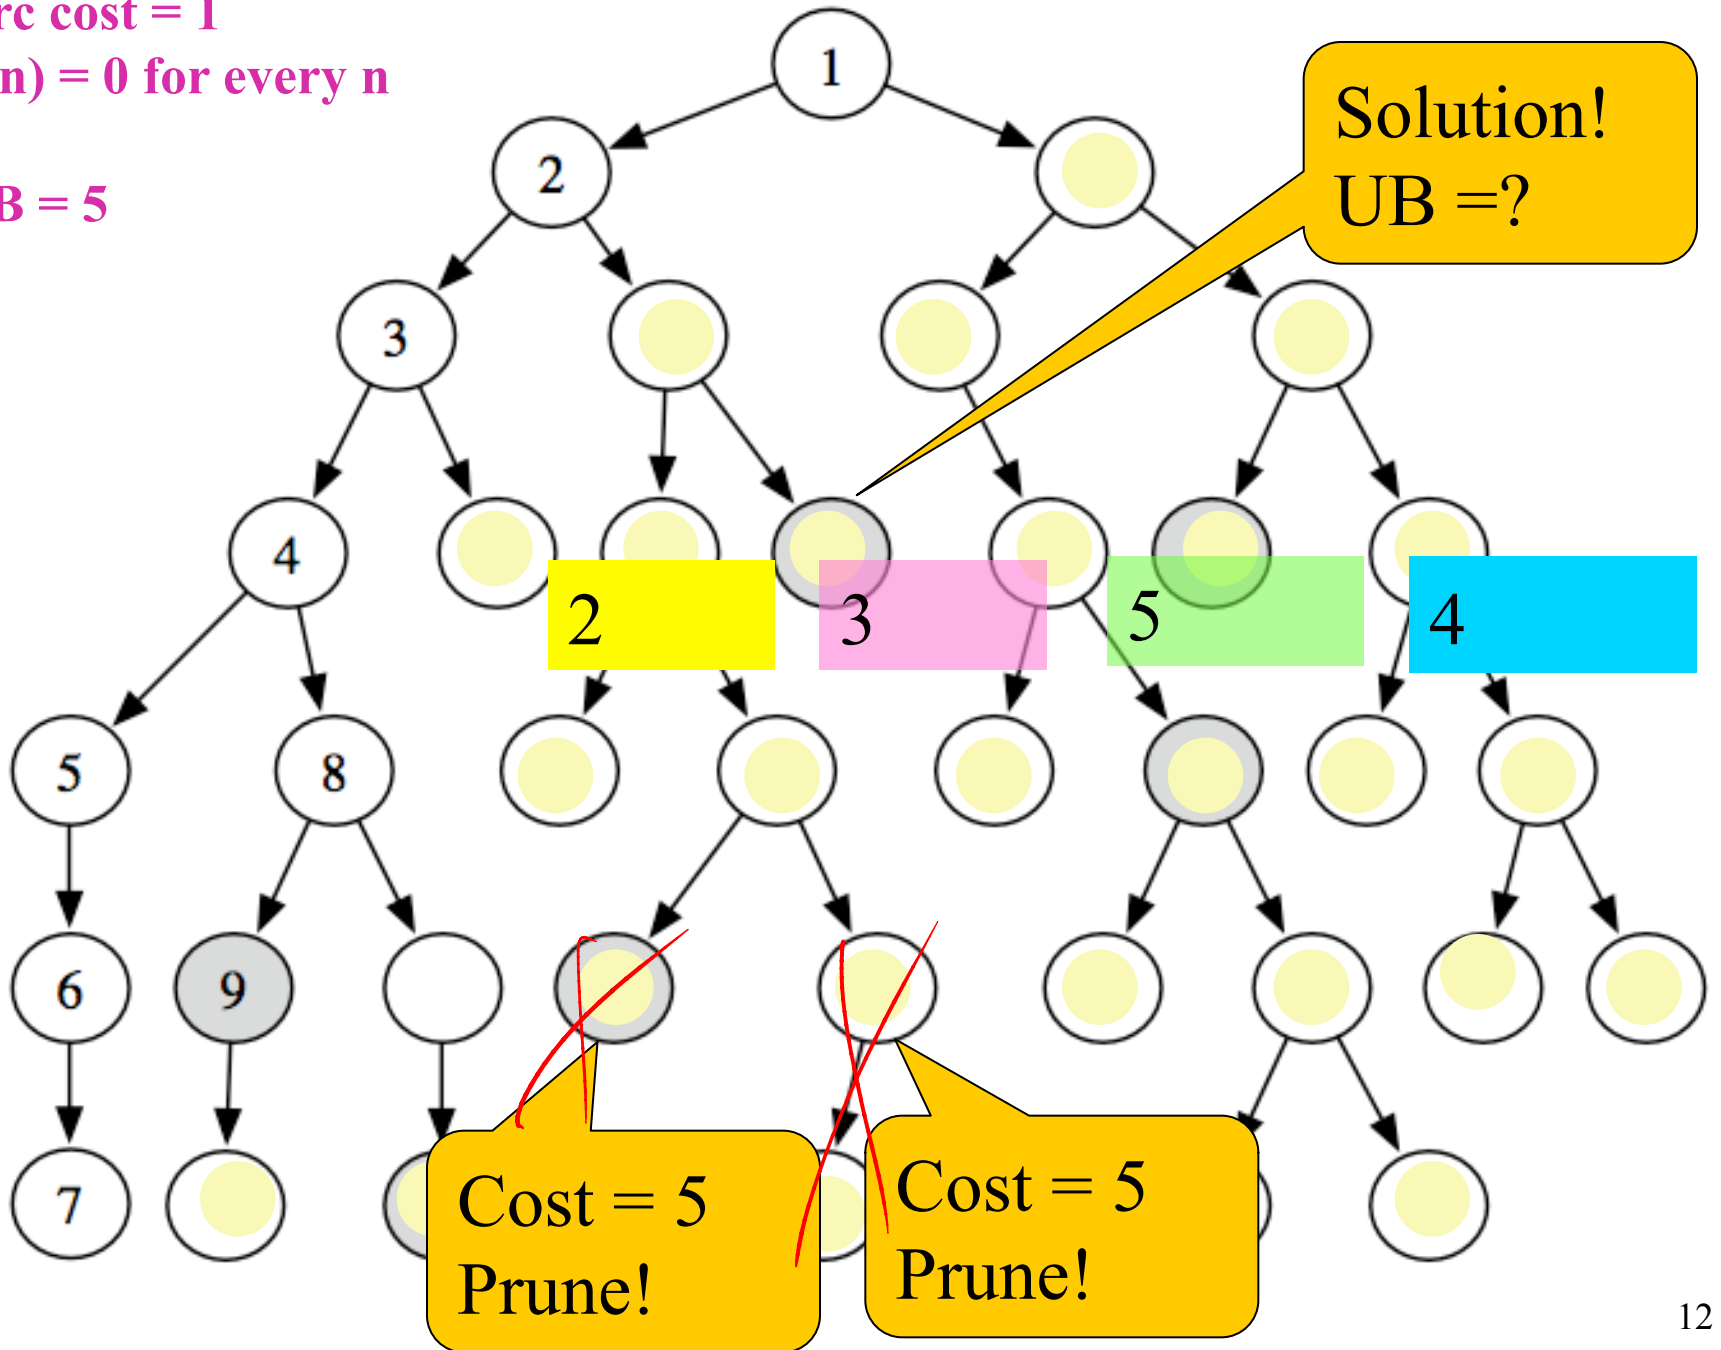 rc cost = 1
n) = 0 for every n
B = 5
1
Solution!
UB =?
2
3
4
2
3
5
4
5
8
6
9
7
Cost = 5
Prune!
Cost = 5
Prune!
12